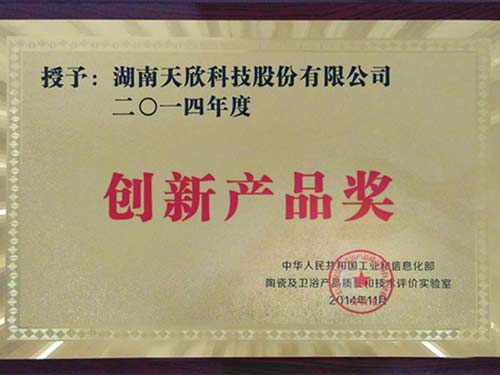 授予：湖南天欣科技股份有限公司
二〇一四年度
创新产品奖
中华人民共和国工业和信息化部
陶瓷及卫浴产品质量和技术评价实验室
2014年11月